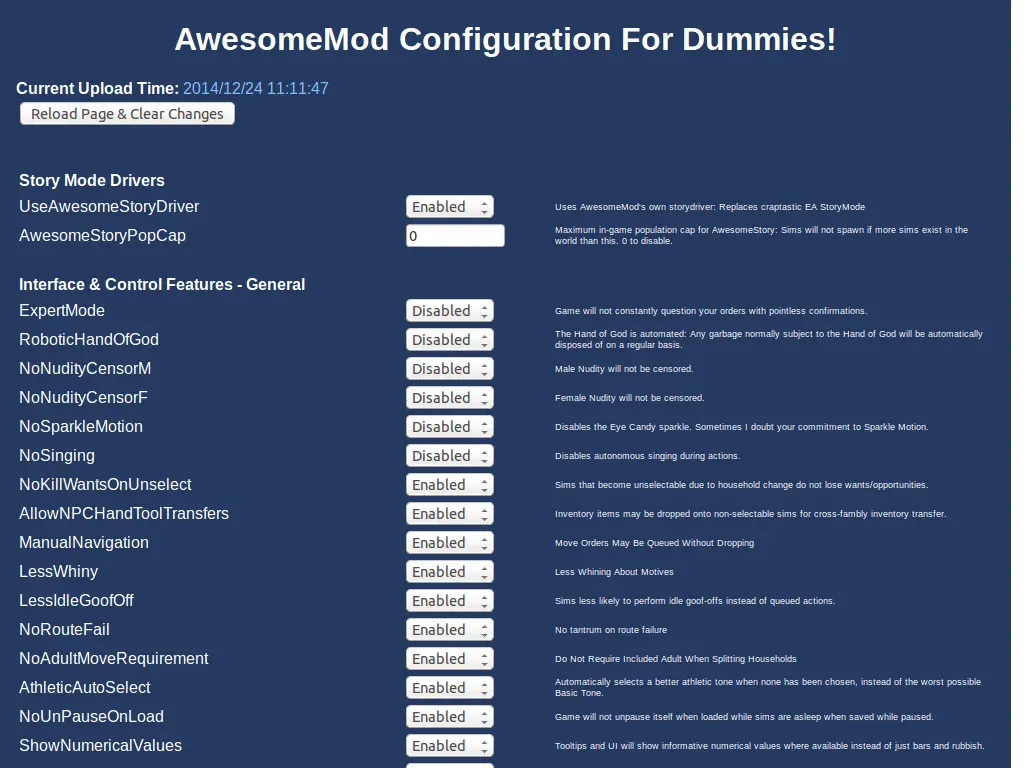 AwesomeMod Configuration For Dummies!
Current Upload Time: 2014/12/24 11:11:47
Reload Page & Clear Changes
Story Mode Drivers
UseAwesomeStoryDriver Enabled Uses AwesomeMod's own storydriver: Replaces craptastic EA StoryMode
AwesomeStoryPopCap 0 Maximum in-game population cap for AwesomeStory: Sims will not spawn if more sims exist in the
world than this. 0 to disable.
Interface & Control Features - General
ExpertMode Disabled Game will not constantly question your orders with pointless confirmations.
RoboticHandOfGod Disabled The Hand of God is automated: Any garbage normally subject to the Hand of God will be automatically
disposed of on a regular basis.
NoNudityCensorM Disabled Male Nudity will not be censored.
NoNudityCensorF Disabled Female Nudity will not be censored.
NoSparkleMotion Disabled Disables the Eye Candy sparkle. Sometimes I doubt your commitment to Sparkle Motion.
NoSinging Disabled Disables autonomous singing during actions.
NoKillWantsOnUnselect Enabled Sims that become unselectable due to household change do not lose wants/opportunities.
AllowNPCHandToolTransfers Enabled Inventory items may be dropped onto non-selectable sims for cross-fambly inventory transfer.
ManualNavigation Enabled Move Orders May Be Queued Without Dropping
LessWhiny Enabled Less Whining About Motives
LessIdleGoofOff Enabled Sims less likely to perform idle goof-offs instead of queued actions.
NoRouteFail Enabled No tantrum on route failure
NoAdultMoveRequirement Enabled Do Not Require Included Adult When Splitting Households
AthleticAutoSelect Enabled Automatically selects a better athletic tone when none has been chosen, instead of the worst possible
Basic Tone.
NoUnPauseOnLoad Enabled Game will not unpause itself when loaded while sims are asleep when saved while paused.
ShowNumericalValues Enabled Tooltips and UI will show informative numerical values where available instead of just bars and rubbish.